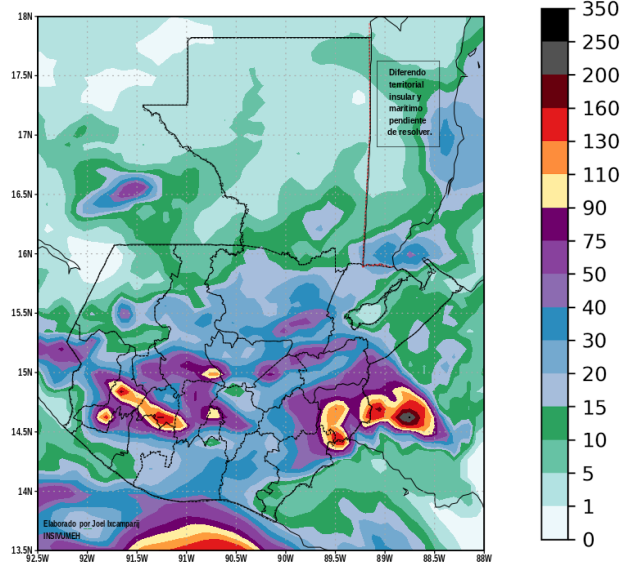 18N
17.5N
17N
16.5N
16N
15.5N
15N
14.5N
14N
13.5N
92.5W
92W
91.5W
91W
90.5W
90W
89.5W
89W
88.5W
88W
Diferendo
territorial
insular y
marítimo
pendiente
de resolver.
Elaborado por Joel Ixcamparij
INSIVUMEH
350
250
200
160
130
110
90
75
50
40
30
20
15
10
5
1
0